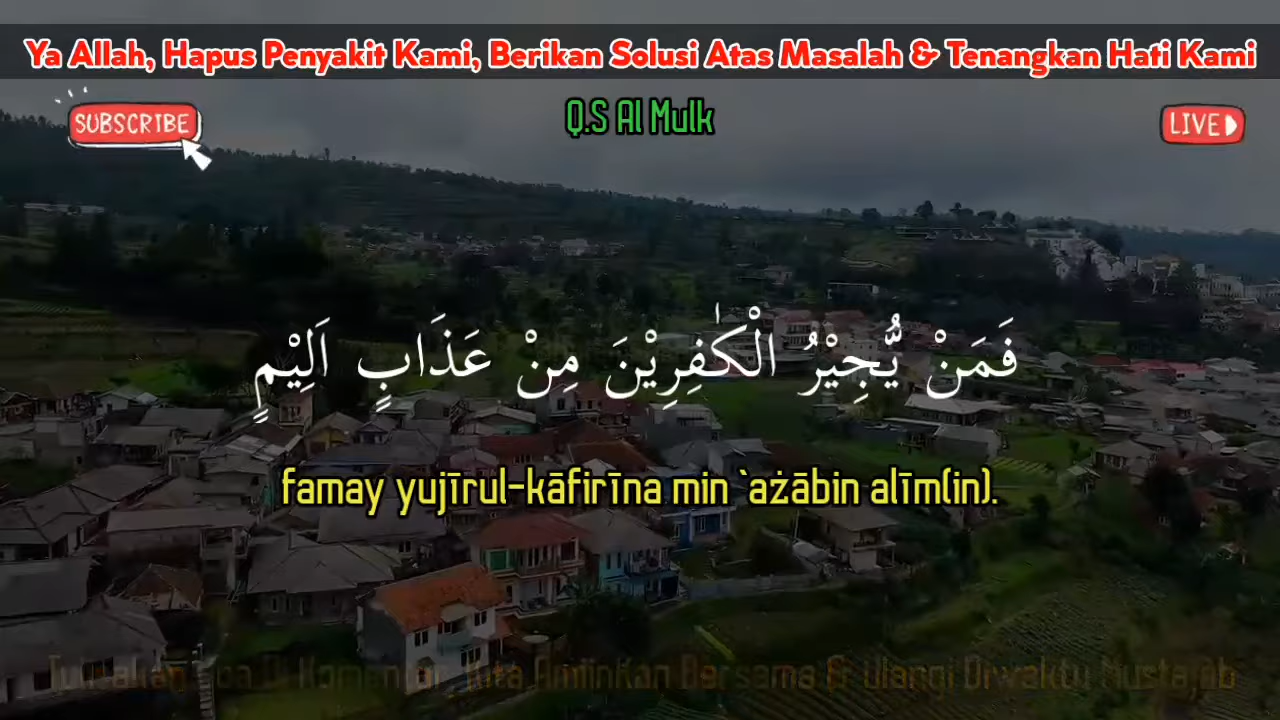 Ya Allah, Hapus Penyakit Kami, Berikan Solusi Atas Masalah & Tenangkan Hati Kami
SUBSCRIBE
Q.S Al Mulk
LIVE
فَمَنْ يُّجِيْرُ الْكٰفِرِيْنَ مِنْ عَذَابٍ اَلِيْمٍ
famay yujīrul-kāfirīna min `ażābin alīm(in).
Kita Amiinkan Bersama & Ulangi Diwaktu Mustajab